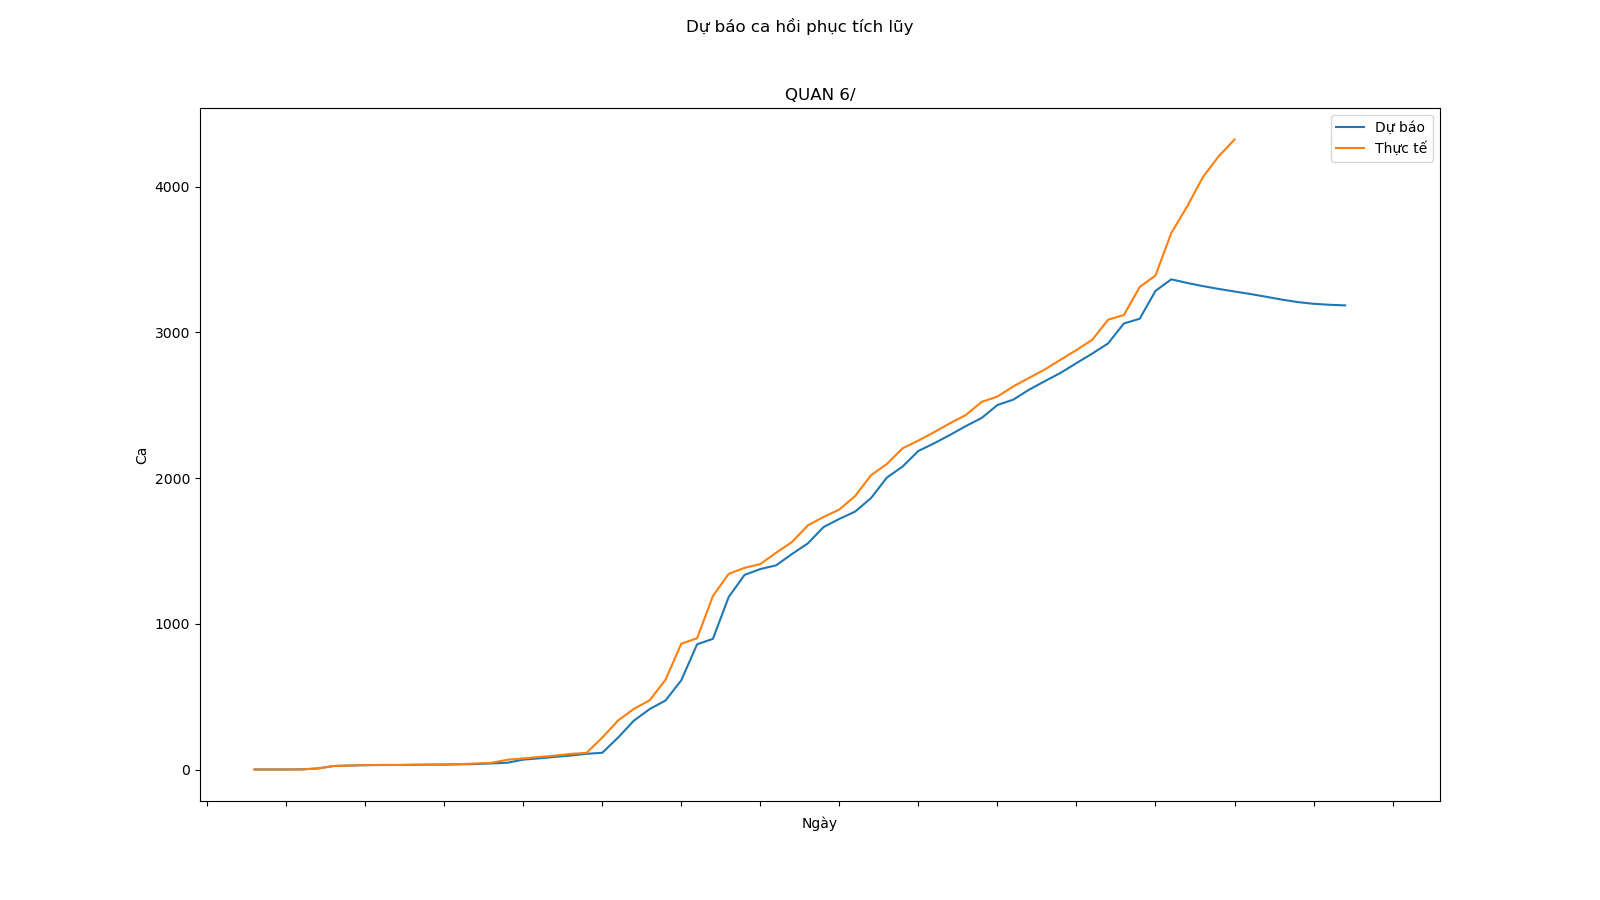 Dự báo ca hồi phục tích lũy
QUAN 6/
Dự báo
Thực tế
4000
3000
2000
1000
0
Ca
Ngày